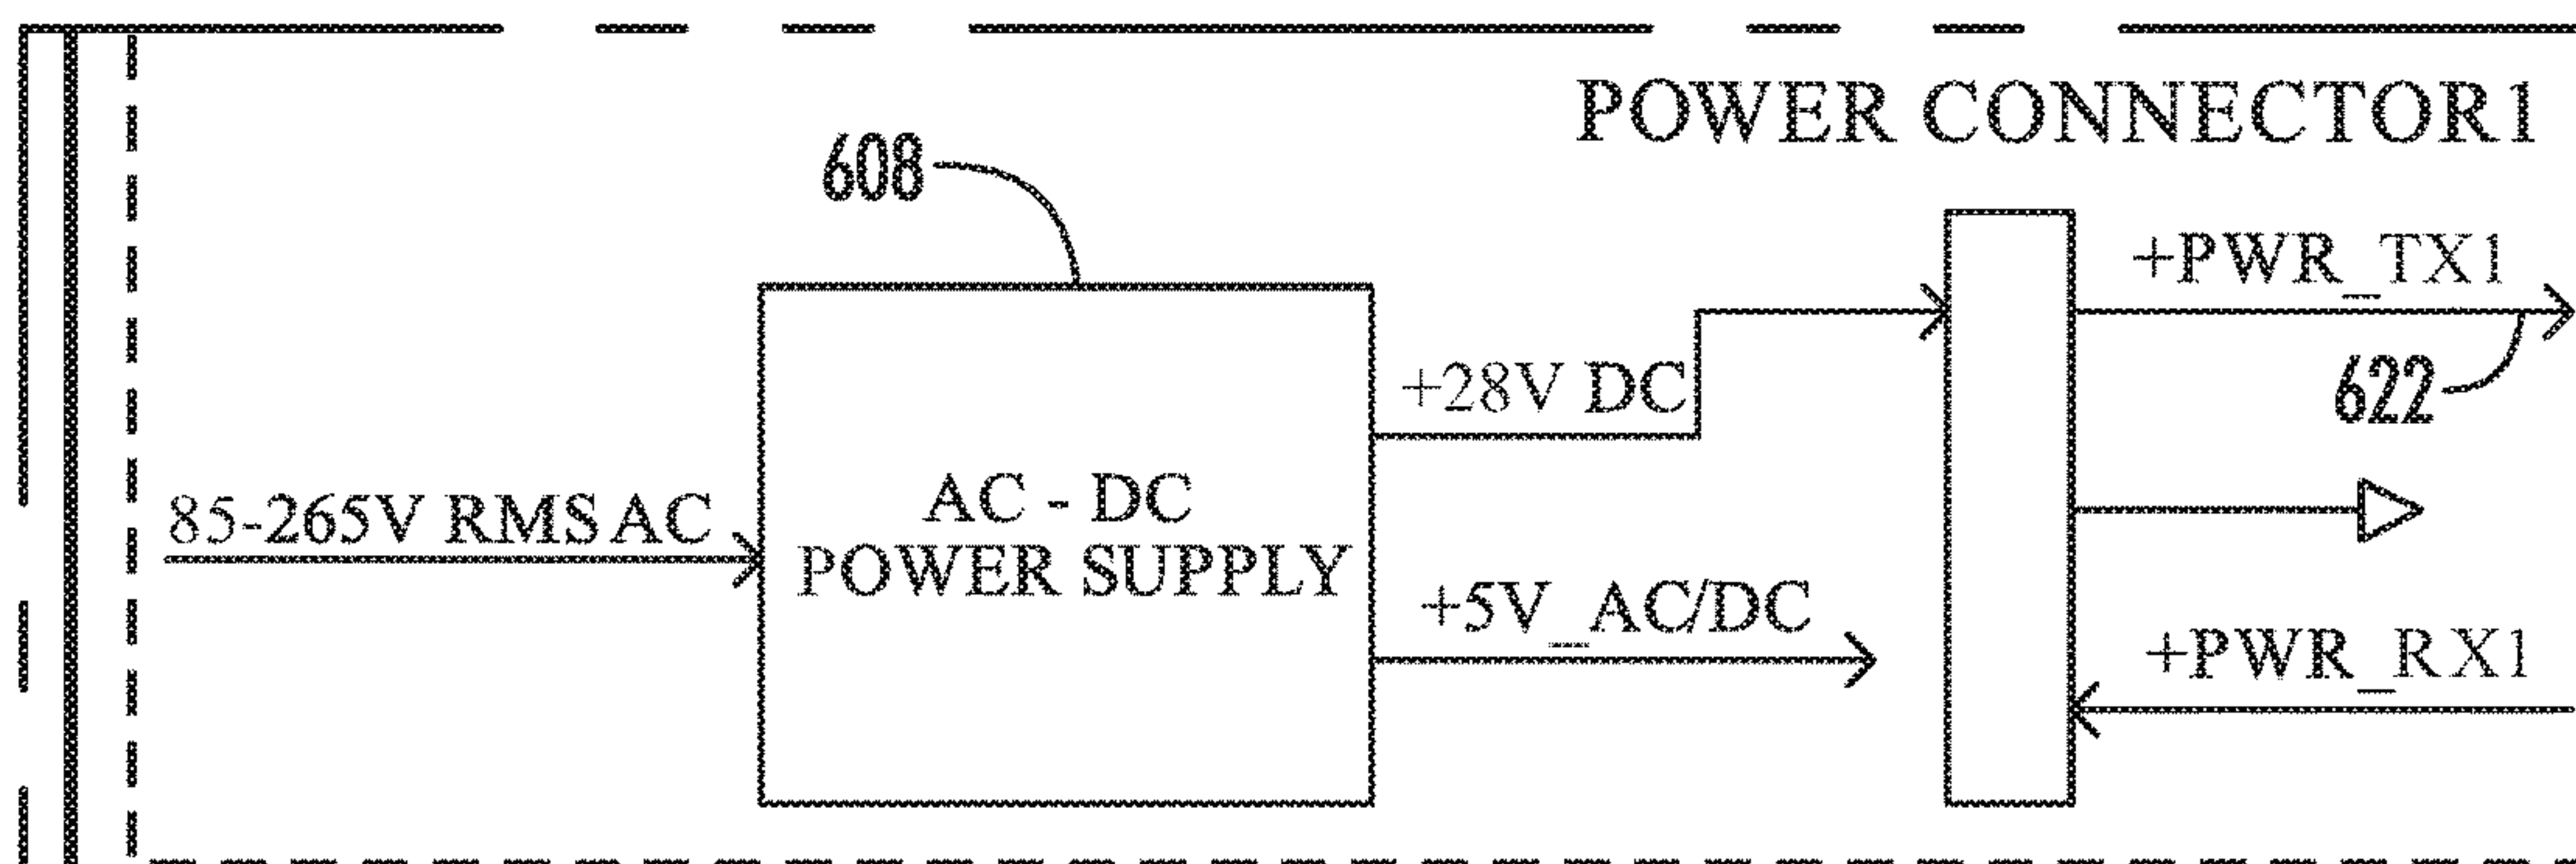 POWER CONNECTOR1
608
+PWR_TX1
+28V DC
622
85-265V RMS AC
AC - DC
POWER SUPPLY
+5V_AC/DC
+PWR_RX1